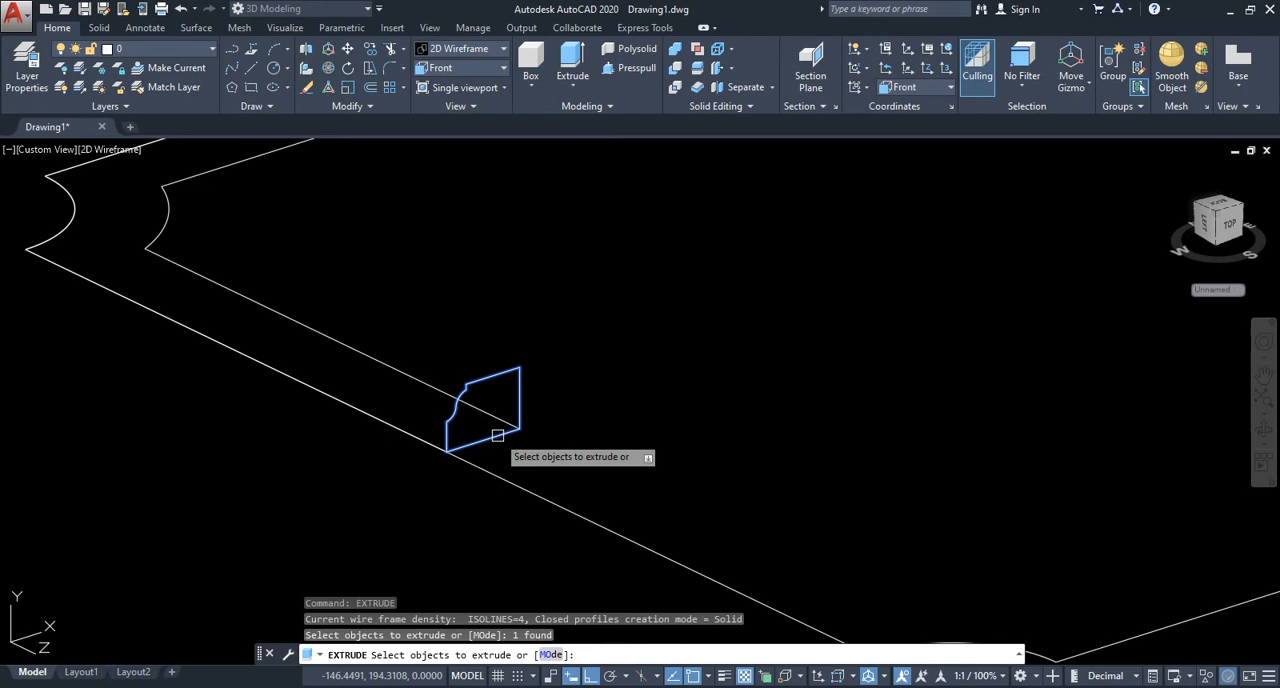 3D Modeling
Autodesk AutoCAD 2020 Drawing1.dwg
Type a keyword or phrase
Sign In
Home Solid Annotate Insert Surface Mesh Visualize Parametric Insert View Manage Output Add-ins Collaborate Express Tools
Layer Properties
0
Make Current
Match Layer
Layers
Draw
Modify
2D Wireframe
Front
Single viewport
View
Box
Extrude
Polysolid
Presspull
Modeling
Separate
Solid Editing
Section Plane
Section
Front
Coordinates
Culling
No Filter
Move Gizmo
Selection
Group
Groups
Smooth Object
Mesh
Base
View
Drawing1*
[−][Custom View][2D Wireframe]
LEFT
TOP
W
S
E
Unnamed
Select objects to extrude or
Y
X
Z
Command: EXTRUDE
Current wire frame density: ISOLINES=4, Closed profiles creation mode = Solid
Select objects to extrude or [MOde]: 1 found
EXTRUDE Select objects to extrude or [MOde]:
Model Layout1 Layout2
-146.4491, 194.3108, 0.0000 MODEL
1:1 / 100%
Decimal